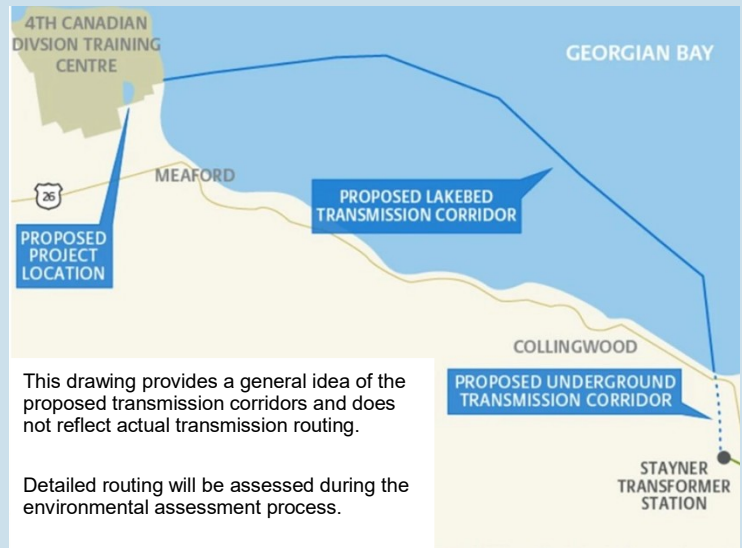 4TH CANADIAN
DIVSION TRAINING
CENTRE
GEORGIAN BAY
MEAFORD
26
PROPOSED LAKEBED
TRANSMISSION CORRIDOR
PROPOSED
PROJECT
LOCATION
COLLINGWOOD
PROPOSED UNDERGROUND
TRANSMISSION CORRIDOR
STAYNER
TRANSFORMER
STATION
This drawing provides a general idea of the
proposed transmission corridors and does
not reflect actual transmission routing.
Detailed routing will be assessed during the
environmental assessment process.